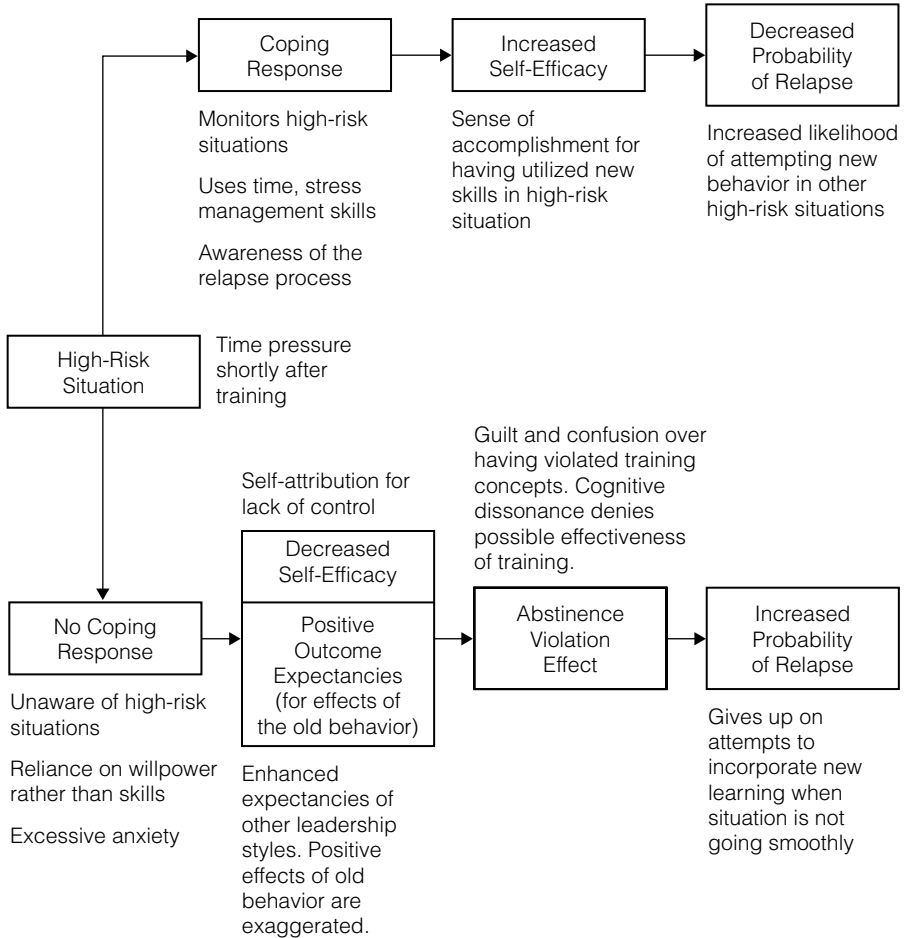 Coping
Response
Monitors high-risk
situations
Uses time, stress
management skills
Awareness of the
relapse process
Increased
Self-Efficacy
Sense of
accomplishment for
having utilized new
skills in high-risk
situation
Decreased
Probability
of Relapse
Increased likelihood
of attempting new
behavior in other
high-risk situations
High-Risk
Situation
Time pressure
shortly after
training
No Coping
Response
Unaware of high-risk
situations
Reliance on willpower
rather than skills
Excessive anxiety
Self-attribution for
lack of control
Decreased
Self-Efficacy
Positive
Outcome
Expectancies
(for effects of
the old behavior)
Enhanced
expectancies of
other leadership
styles. Positive
effects of old
behavior are
exaggerated.
Guilt and confusion over
having violated training
concepts. Cognitive
dissonance denies
possible effectiveness
of training.
Abstinence
Violation
Effect
Increased
Probability
of Relapse
Gives up on
attempts to
incorporate new
learning when
situation is not
going smoothly